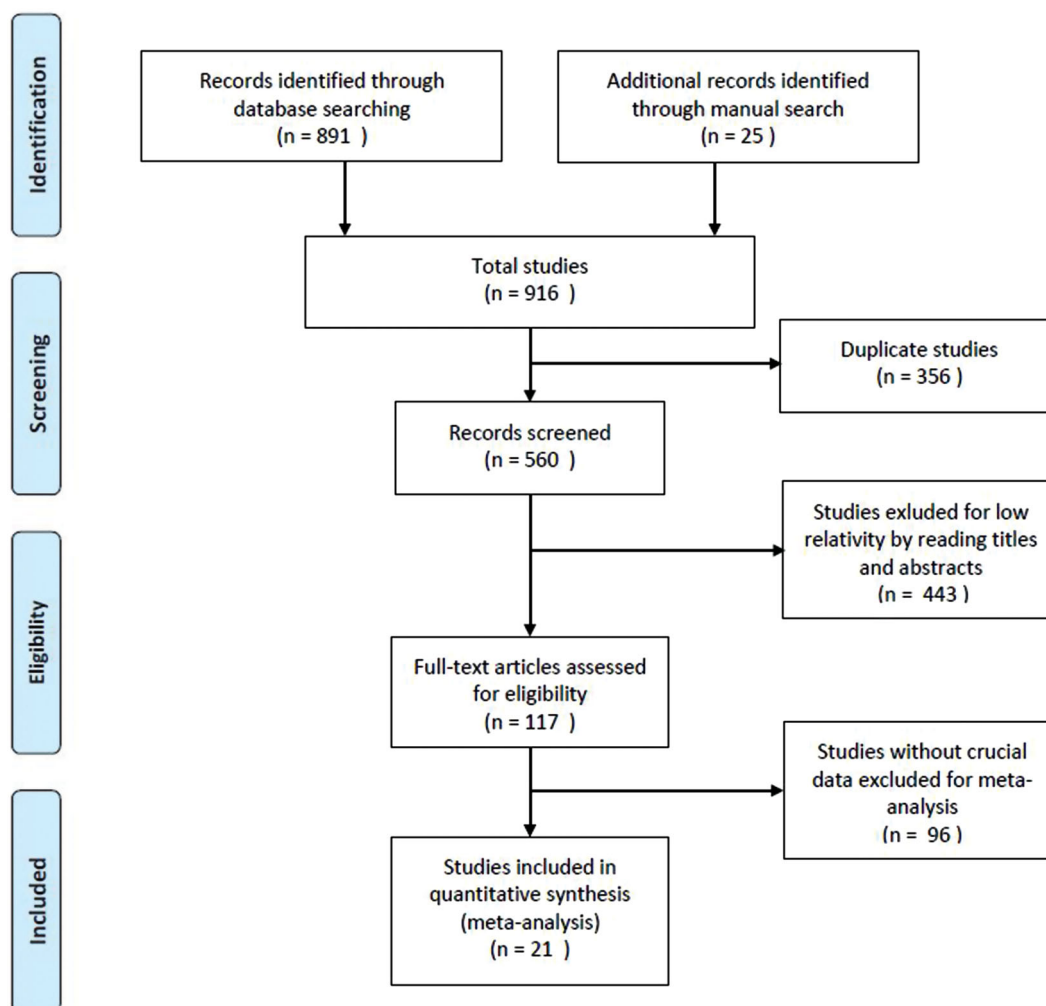 Identification
Records identified through
database searching
(n = 891 )
Additional records identified
through manual search
(n = 25 )
Total studies
(n = 916 )
Screening
Duplicate studies
(n = 356 )
Records screened
(n = 560 )
Studies exluded for low
relativity by reading titles
and abstracts
(n = 443 )
Eligibility
Full-text articles assessed
for eligibility
(n = 117 )
Studies without crucial
data excluded for meta-
analysis
(n = 96 )
Included
Studies included in
quantitative synthesis
(meta-analysis)
(n = 21 )